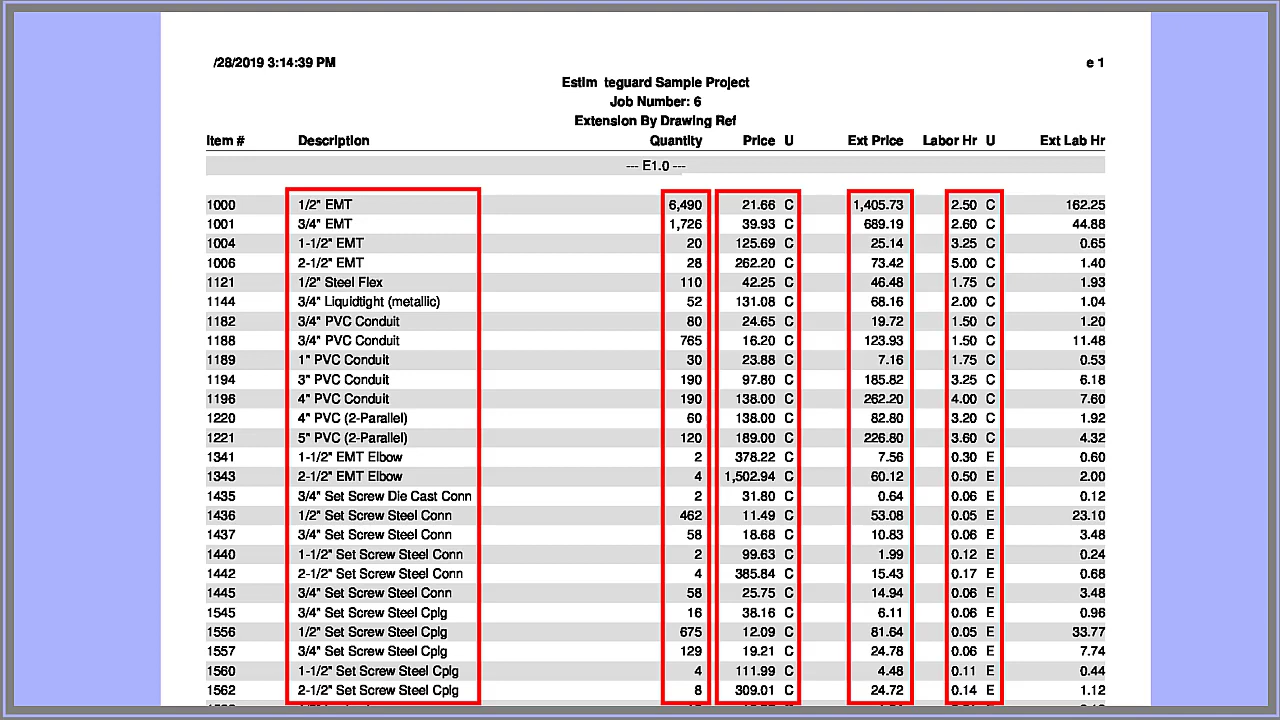 /28/2019 3:14:39 PM e 1
Estim teguard Sample Project
Job Number: 6
Extension By Drawing Ref
Item # Description Quantity Price U Ext Price Labor Hr U Ext Lab Hr
--- E1.0 ---
1000 1/2" EMT 6,490 21.66 C 1,405.73 2.50 C 162.25
1001 3/4" EMT 1,726 39.93 C 689.19 2.60 C 44.88
1004 1-1/2" EMT 20 125.69 C 25.14 3.25 C 0.65
1006 2-1/2" EMT 28 262.20 C 73.42 5.00 C 1.40
1121 1/2" Steel Flex 110 42.25 C 46.48 1.75 C 1.93
1144 3/4" Liquidtight (metallic) 52 131.08 C 68.16 2.00 C 1.04
1182 3/4" PVC Conduit 80 24.65 C 19.72 1.50 C 1.20
1188 3/4" PVC Conduit 765 16.20 C 123.93 1.50 C 11.48
1189 1" PVC Conduit 30 23.88 C 7.16 1.75 C 0.53
1194 3" PVC Conduit 190 97.80 C 185.82 3.25 C 6.18
1196 4" PVC Conduit 190 138.00 C 262.20 4.00 C 7.60
1220 4" PVC (2-Parallel) 60 138.00 C 82.80 3.20 C 1.92
1221 5" PVC (2-Parallel) 120 189.00 C 226.80 3.60 C 4.32
1341 1-1/2" EMT Elbow 2 378.22 C 7.56 0.30 E 0.60
1343 2-1/2" EMT Elbow 4 1,502.94 C 60.12 0.50 E 2.00
1435 3/4" Set Screw Die Cast Conn 2 31.80 C 0.64 0.06 E 0.12
1436 1/2" Set Screw Steel Conn 462 11.49 C 53.08 0.05 E 23.10
1437 3/4" Set Screw Steel Conn 58 18.68 C 10.83 0.06 E 3.48
1440 1-1/2" Set Screw Steel Conn 2 99.63 C 1.99 0.12 E 0.24
1442 2-1/2" Set Screw Steel Conn 4 385.84 C 15.43 0.17 E 0.68
1445 3/4" Set Screw Steel Conn 58 25.75 C 14.94 0.06 E 3.48
1545 3/4" Set Screw Steel Cplg 16 38.16 C 6.11 0.06 E 0.96
1556 1/2" Set Screw Steel Cplg 675 12.09 C 81.64 0.05 E 33.77
1557 3/4" Set Screw Steel Cplg 129 19.21 C 24.78 0.06 E 7.74
1560 1-1/2" Set Screw Steel Cplg 4 111.99 C 4.48 0.11 E 0.44
1562 2-1/2" Set Screw Steel Cplg 8 309.01 C 24.72 0.14 E 1.12